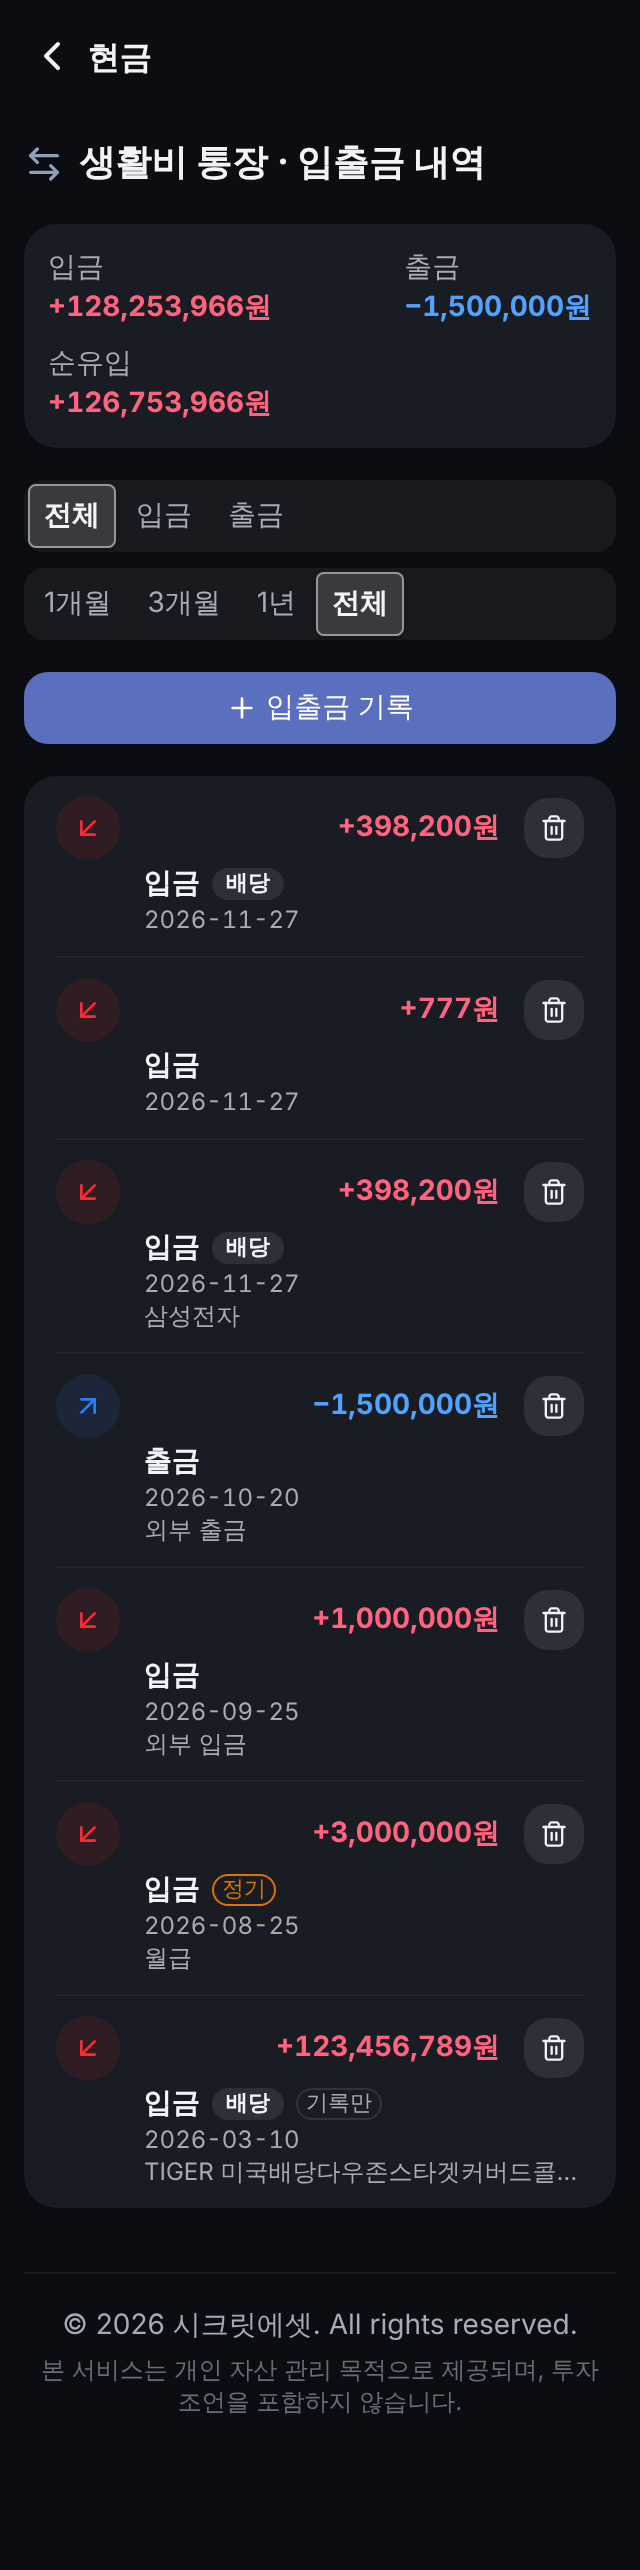 현금
생활비 통장 · 입출금 내역
입금 출금
+128,253,966원 −1,500,000원
순유입
+126,753,966원
전체 입금 출금
1개월 3개월 1년 전체
+ 입출금 기록
+398,200원
입금 배당
2026-11-27
+777원
입금
2026-11-27
+398,200원
입금 배당
2026-11-27
삼성전자
−1,500,000원
출금
2026-10-20
외부 출금
+1,000,000원
입금
2026-09-25
외부 입금
+3,000,000원
입금 정기
2026-08-25
월급
+123,456,789원
입금 배당 기록만
2026-03-10
TIGER 미국배당다우존스타겟커버드콜...
© 2026 시크릿에셋. All rights reserved.
본 서비스는 개인 자산 관리 목적으로 제공되며, 투자
조언을 포함하지 않습니다.